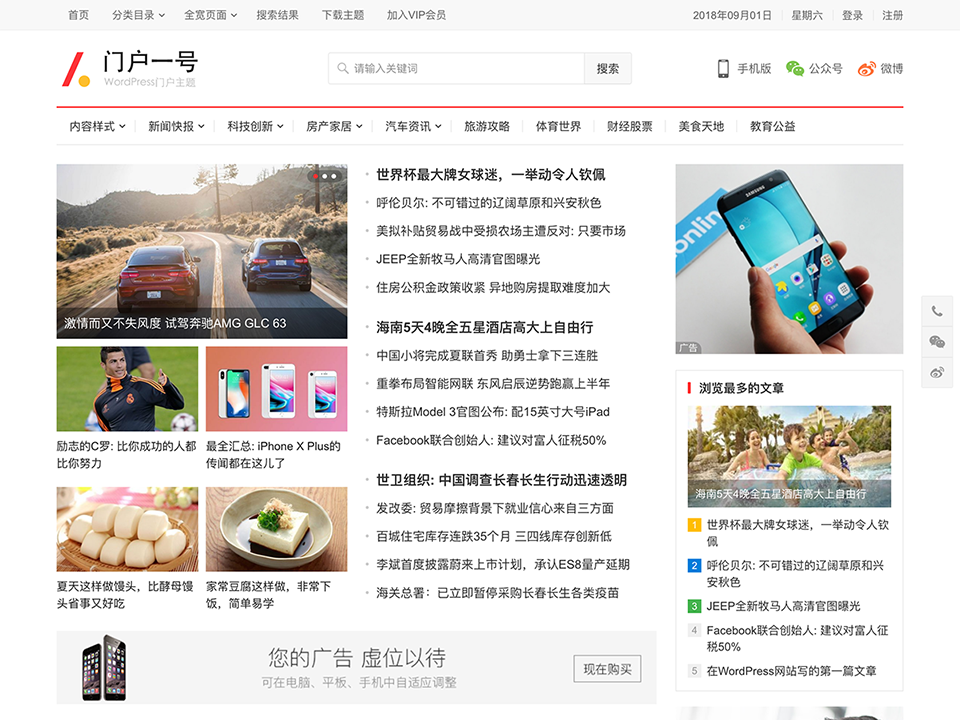 首页 分类目录 全宽页面 搜索结果 下载主题 加入VIP会员 2018年09月01日 星期六 登录 注册
门户一号
WordPress门户主题
请输入关键词 搜索
手机版 公众号 微博
内容样式 新闻快报 科技创新 房产家居 汽车资讯 旅游攻略 体育世界 财经股票 美食天地 教育公益
激情而又不失风度 试驾奔驰AMG GLC 63
励志的C罗: 比你成功的人都
比你努力
最全汇总: iPhone X Plus的
传闻都在这儿了
夏天这样做馒头，比酵母馒
头省事又好吃
家常豆腐这样做，非常下
饭，简单易学
世界杯最大牌女球迷，一举动令人钦佩
呼伦贝尔: 不可错过的辽阔草原和兴安秋色
美拟补贴贸易战中受损农场主遭反对: 只要市场
JEEP全新牧马人高清官图曝光
住房公积金政策收紧 异地购房提取难度加大
海南5天4晚全五星酒店高大上自由行
中国小将完成夏联首秀 助勇士拿下三连胜
重拳布局智能网联 东风启辰逆势跑赢上半年
特斯拉Model 3官图公布: 配15英寸大号iPad
Facebook联合创始人: 建议对富人征税50%
世卫组织: 中国调查长春长生行动迅速透明
发改委: 贸易摩擦背景下就业信心来自三方面
百城住宅库存连跌35个月 三四线库存创新低
李斌首度披露蔚来上市计划，承认ES8量产延期
海关总署：已立即暂停采购长春长生各类疫苗
onlin
SAMSUNG
广告
浏览最多的文章
海南5天4晚全五星酒店高大上自由行
1 世界杯最大牌女球迷，一举动令人钦
佩
2 呼伦贝尔: 不可错过的辽阔草原和兴
安秋色
3 JEEP全新牧马人高清官图曝光
4 Facebook联合创始人: 建议对富人征
税50%
5 在WordPress网站写的第一篇文章
您的广告 虚位以待
可在电脑、平板、手机中自适应调整
现在购买